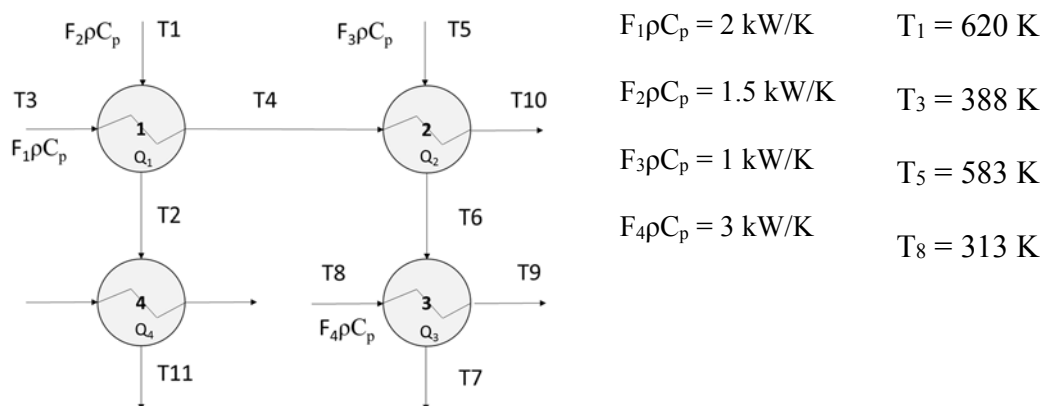 F₂ρCₚ T1
F₃ρCₚ T5
T3
T4
T10
1
Q₁
2
Q₂
F₁ρCₚ
T2
T6
T8
T9
4
Q₄
3
Q₃
F₄ρCₚ
T11
T7
F₁ρCₚ = 2 kW/K T₁ = 620 K
F₂ρCₚ = 1.5 kW/K T₃ = 388 K
F₃ρCₚ = 1 kW/K T₅ = 583 K
F₄ρCₚ = 3 kW/K T₈ = 313 K